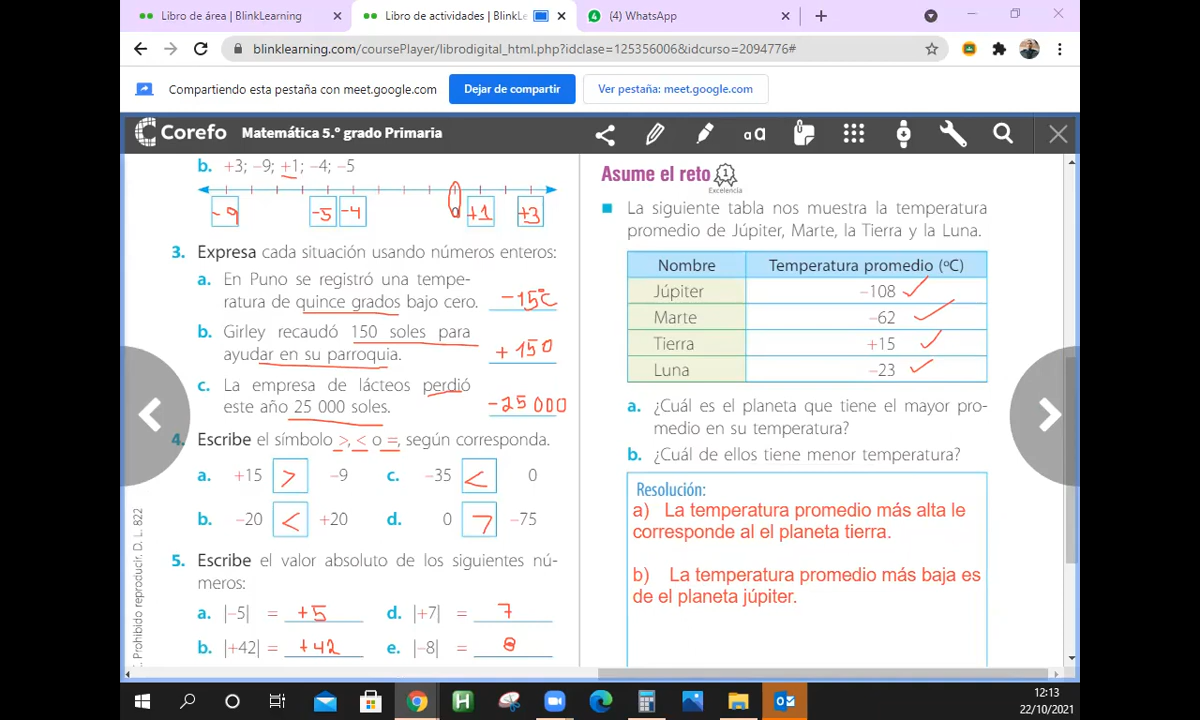 Libro de área | BlinkLearning
Libro de actividades | BlinkLe
(4) WhatsApp
blinklearning.com/coursePlayer/librodigital_html.php?idclase=125356006&idcurso=2094776#
Compartiendo esta pestaña con meet.google.com
Dejar de compartir
Ver pestaña: meet.google.com
Corefo
Matemática 5.º grado Primaria
aa
b. +3; –9; +1; –4; –5
-9 -5 -4 0 +1 +3
3. Expresa cada situación usando números enteros:
a. En Puno se registró una tempe-
ratura de quince grados bajo cero. -15°C
b. Girley recaudó 150 soles para
ayudar en su parroquia. +150
c. La empresa de lácteos perdió
este año 25 000 soles. -25 000
4. Escribe el símbolo >, < o =, según corresponda.
a. +15 > –9 c. –35 < 0
b. –20 < +20 d. 0 > –75
5. Escribe el valor absoluto de los siguientes nú-
meros:
a. |–5| = +5 d. |+7| = 7
b. |+42| = +42 e. |–8| = 8
. Prohibido reproducir. D. L. 822
Asume el reto 1
Excelencia
La siguiente tabla nos muestra la temperatura
promedio de Júpiter, Marte, la Tierra y la Luna.
Nombre Temperatura promedio (ºC)
Júpiter –108
Marte –62
Tierra +15
Luna –23
a. ¿Cuál es el planeta que tiene el mayor pro-
medio en su temperatura?
b. ¿Cuál de ellos tiene menor temperatura?
Resolución:
a) La temperatura promedio más alta le
corresponde al el planeta tierra.
b) La temperatura promedio más baja es
de el planeta júpiter.
12:13
22/10/2021